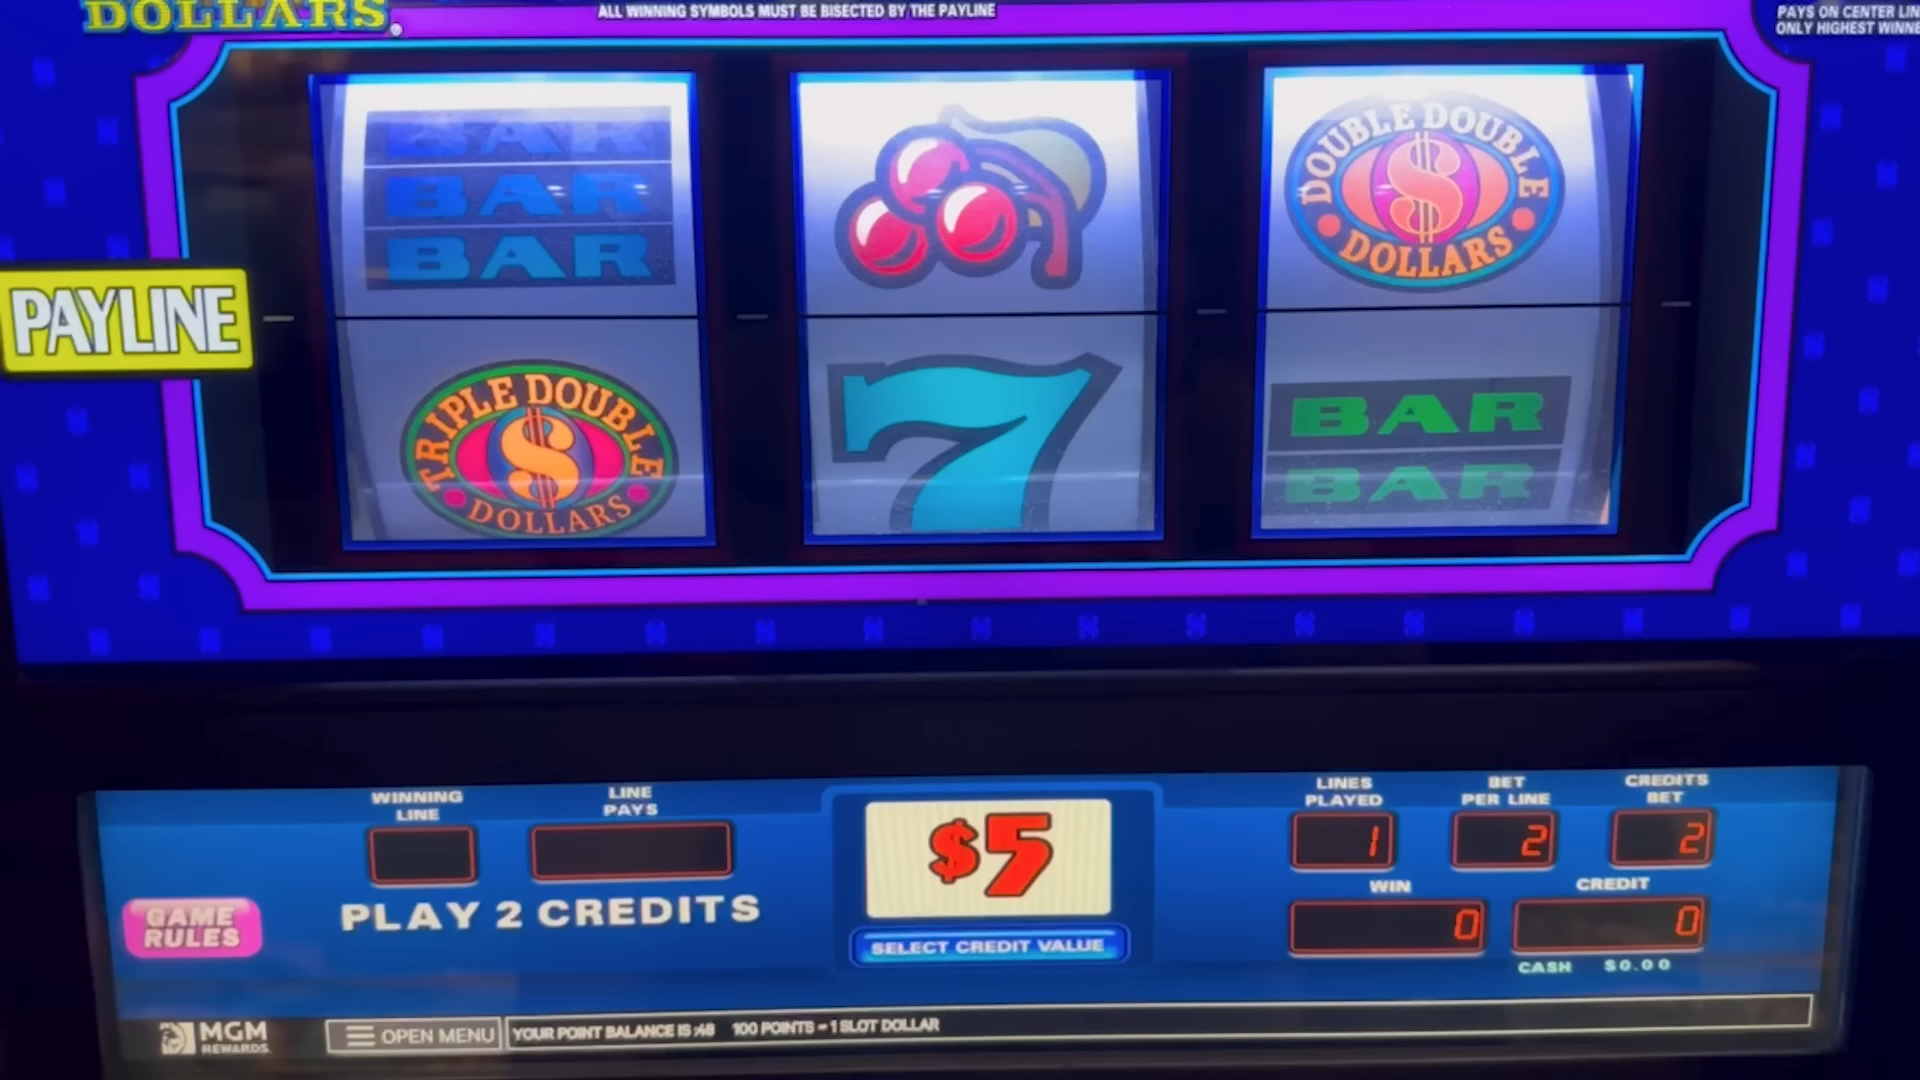 DOLLARS.
ALL WINNING SYMBOLS MUST BE BISECTED BY THE PAYLINE
PAYS ON CENTER LIN
ONLY HIGHEST WINNE
BAR
BAR
BAR
DOUBLE DOUBLE
$
DOLLARS
PAYLINE
TRIPLE DOUBLE
$
DOLLARS
7
BAR
BAR
WINNING
LINE
LINE
PAYS
PLAY 2 CREDITS
GAME
RULES
$5
SELECT CREDIT VALUE
LINES
PLAYED
1
BET
PER LINE
2
CREDITS
BET
2
WIN
0
CREDIT
0
CASH $0.00
MGM
REWARDS.
OPEN MENU
YOUR POINT BALANCE IS :48 100 POINTS = 1 SLOT DOLLAR